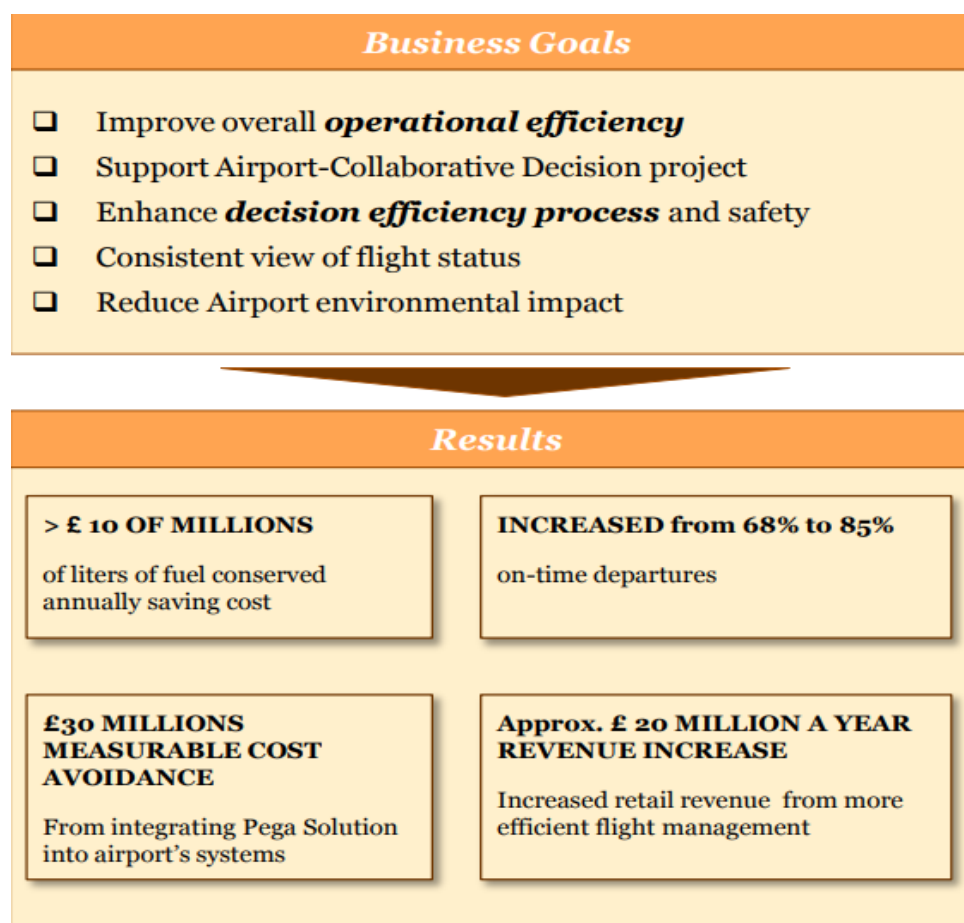 Business Goals
❑ Improve overall operational efficiency
❑ Support Airport-Collaborative Decision project
❑ Enhance decision efficiency process and safety
❑ Consistent view of flight status
❑ Reduce Airport environmental impact
Results
> £ 10 OF MILLIONS
of liters of fuel conserved
annually saving cost
INCREASED from 68% to 85%
on-time departures
£30 MILLIONS
MEASURABLE COST
AVOIDANCE
From integrating Pega Solution
into airport's systems
Approx. £ 20 MILLION A YEAR
REVENUE INCREASE
Increased retail revenue from more
efficient flight management